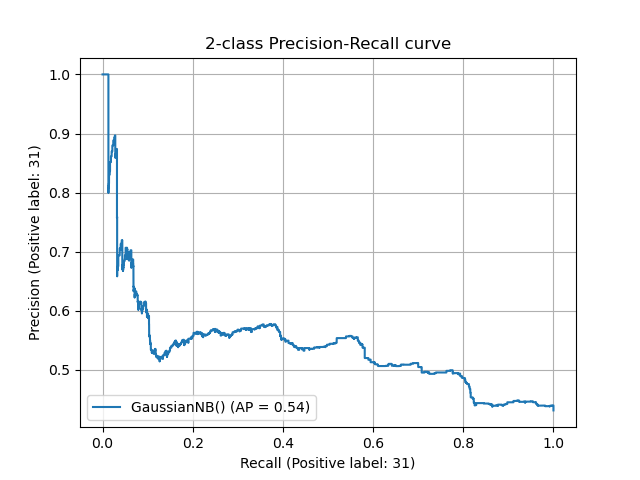 2-class Precision-Recall curve
1.0
0.9
0.8
0.7
0.6
0.5
Precision (Positive label: 31)
GaussianNB() (AP = 0.54)
0.0 0.2 0.4 0.6 0.8 1.0
Recall (Positive label: 31)